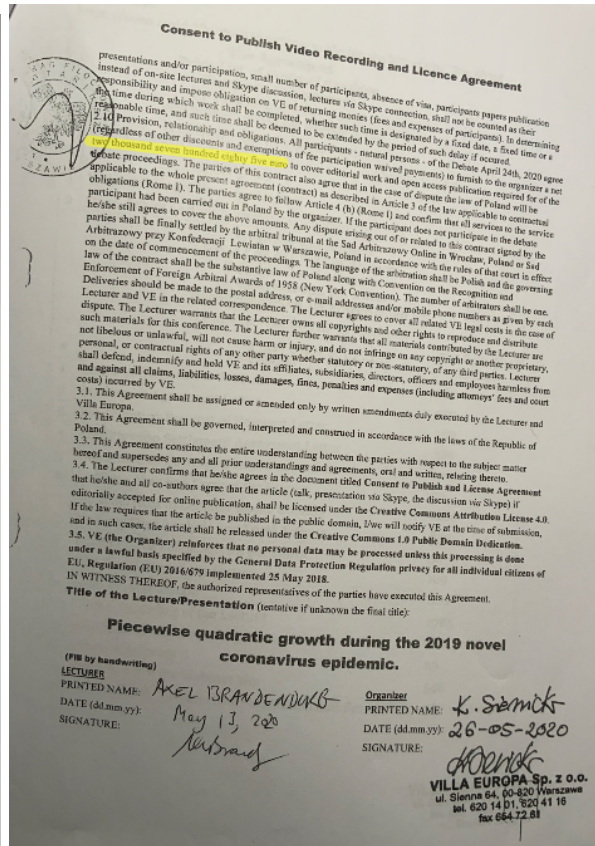 Consent to Publish Video Recording and Licence Agreement
presentations and/or participation, small number of participants, absence of visa, participants papers publication
instead of on-site lectures and Skype discussion, lectures via Skype connection, shall not be counted as their
responsibility and impose obligation on VE of returning monies (fees and expenses of participants). In determining
the time during which work shall be completed, whether such time is designated by a fixed date, a fixed time or a
reasonable time, and such time shall be deemed to be extended by the period of such delay if occured.
2.10 Provision, relationship and obligations. All participants - natural persons - of the Debate April 24th, 2020 agree
(regardless of other discounts and exemptions of fee participation waived payments) to formula to the organizer a net
two thousand seven hundred eighty five euro to cover editorial work and open access publication required for of the
debate proceedings. The parties of this contract also agree that in the case of dispute the law of Poland will be
applicable to the whole present agreement (contract) as described in Article 3 of the law applicable to contractual
obligations (Rome I). The parties agree to follow Article 4 (b) (Rome I) and confirm that all services to the service
participant had been carried out in Poland by the organizer. If the participant does not participate in the debate
he/she still agrees to cover the above amounts. Any dispute arising out of or related to this contract signed by the
parties shall be finally settled by the arbitral tribunal at the Sad Arbitrazowy Online in Wrocław, Poland or Sad
Arbitrazowy przy Konfederacji Lewiatan w Warszawie, Poland in accordance with the rules of that court in effect
on the date of commencement of the proceedings. The language of the arbitration shall be Polish and the governing
law of the contract shall be the substantive law of Poland along with Convention on the Recognition and
Enforcement of Foreign Arbitral Awards of 1958 (New York Convention). The number of arbitrators shall be one.
Deliveries should be made to the postal address, or e-mail addresses and/or mobile phone numbers as given by each
Lecturer and VE in the related correspondence. The Lecturer agrees to cover all related VE legal costs in the case of
dispute. The Lecturer warrants that the Lecturer owns all copyrights and other rights to reproduce and distribute
such materials for this conference. The Lecturer further warrants that all materials contributed by the Lecturer are
not libelous or unlawful, will not cause harm or injury, and do not infringe on any copyright or another proprietary,
personal, or contractual rights of any other party whether statutory or non-statutory, of any third parties. Lecturer
shall defend, indemnify and hold VE and its affiliates, subsidiaries, directors, officers and employees harmless from
and against all claims, liabilities, losses, damages, fines, penalties and expenses (including attorneys' fees and court
costs) incurred by VE.
3.1. This Agreement shall be assigned or amended only by written amendments duly executed by the Lecturer and
Villa Europa.
3.2. This Agreement shall be governed, interpreted and construed in accordance with the laws of the Republic of
Poland.
3.3. This Agreement constitutes the entire understanding between the parties with respect to the subject matter
hereof and supersedes any and all prior understandings and agreements, oral and written, relating thereto.
3.4. The Lecturer confirms that he/she agrees in the document titled Consent to Publish and License Agreement
that he/she and all co-authors agree that the article (talk, presentation via Skype, the discussion via Skype) if
editorially accepted for online publication, shall be licensed under the Creative Commons Attribution License 4.0.
If the law requires that the article be published in the public domain, I/we will notify VE at the time of submission,
and in such cases, the article shall be released under the Creative Commons 1.0 Public Domain Dedication.
3.5. VE (the Organizer) reinforces that no personal data may be processed unless this processing is done
under a lawful basis specified by the General Data Protection Regulation privacy for all individual citizens of
EU, Regulation (EU) 2016/679 implemented 25 May 2018.
IN WITNESS THEREOF, the authorized representatives of the parties have executed this Agreement.
Title of the Lecture/Presentation (tentative if unknown the final title):
Piecewise quadratic growth during the 2019 novel
coronavirus epidemic.
(Fill by handwriting)
LECTURER
PRINTED NAME: AXEL BRANDENBURG
DATE (dd.mm.yy): May 13, 2020
SIGNATURE:
Organizer
PRINTED NAME: K.
DATE (dd.mm.yy): 26-05-2020
SIGNATURE:
VILLA EUROPA Sp. z o.o.
ul. Sienna 64, 00-820 Warszawa
tel. 620 14 01, 620 41 16
fax 654 72 61